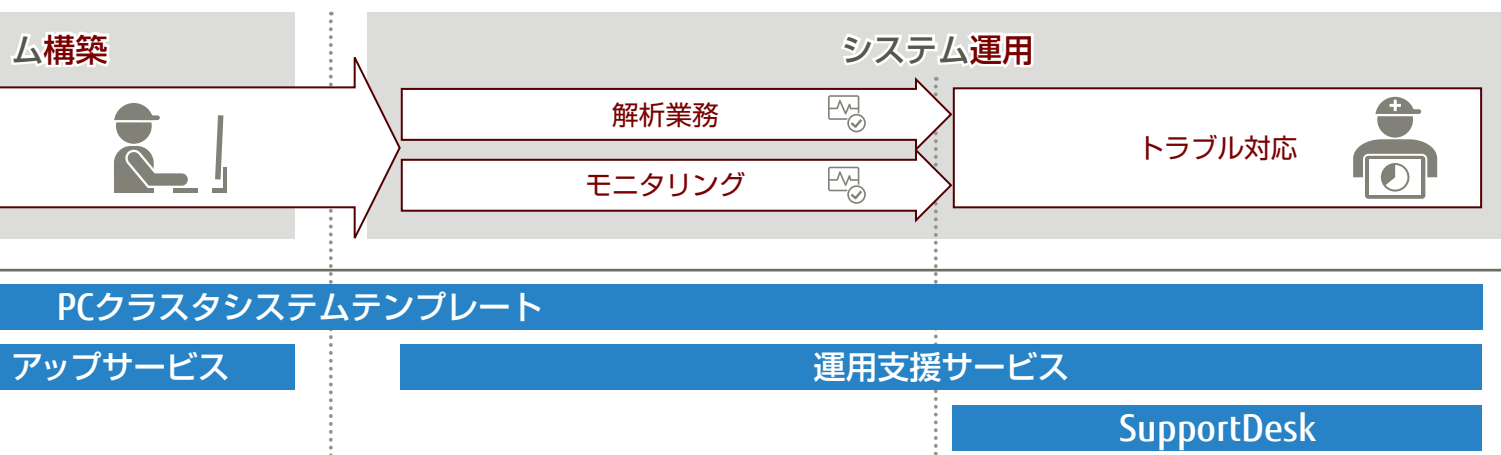 ム構築
システム運用
解析業務
モニタリング
トラブル対応
PCクラスタシステムテンプレート
アップサービス
運用支援サービス
SupportDesk